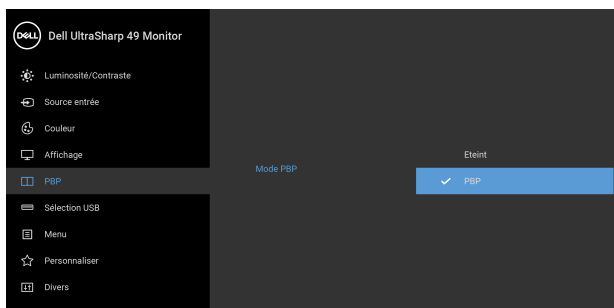 DELL Dell UltraSharp 49 Monitor
Luminosité/Contraste
Source entrée
Couleur
Affichage
PBP
Sélection USB
Menu
Personnaliser
Divers
Mode PBP
Eteint
PBP